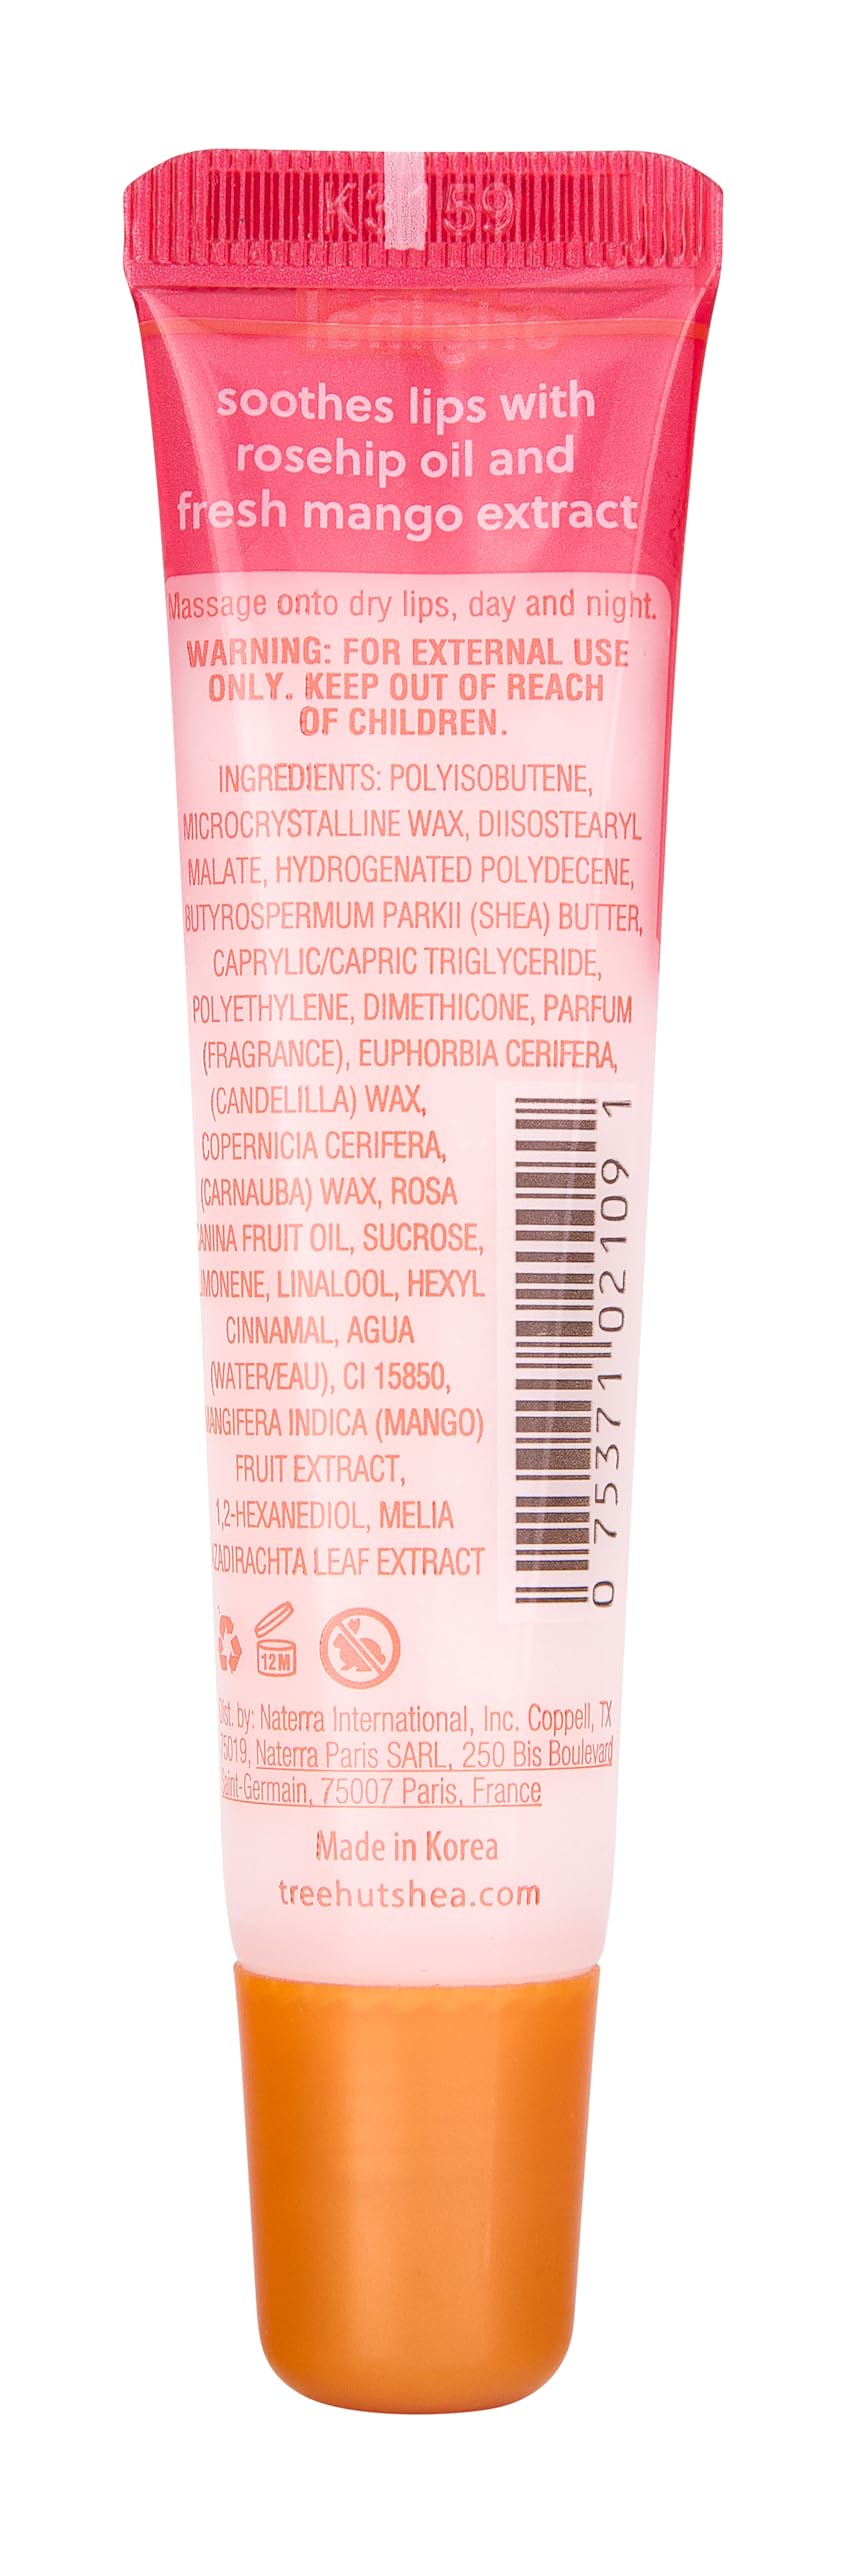 K3159
soothes lips with
rosehip oil and
fresh mango extract
Massage onto dry lips, day and night.
WARNING: FOR EXTERNAL USE
ONLY. KEEP OUT OF REACH
OF CHILDREN.
INGREDIENTS: POLYISOBUTENE,
MICROCRYSTALLINE WAX, DIISOSTEARYL
MALATE, HYDROGENATED POLYDECENE,
BUTYROSPERMUM PARKII (SHEA) BUTTER,
CAPRYLIC/CAPRIC TRIGLYCERIDE,
POLYETHYLENE, DIMETHICONE, PARFUM
(FRAGRANCE), EUPHORBIA CERIFERA,
(CANDELILLA) WAX,
COPERNICIA CERIFERA,
(CARNAUBA) WAX, ROSA
CANINA FRUIT OIL, SUCROSE,
LIMONENE, LINALOOL, HEXYL
CINNAMAL, AGUA
(WATER/EAU), CI 15850,
MANGIFERA INDICA (MANGO)
FRUIT EXTRACT,
1,2-HEXANEDIOL, MELIA
AZADIRACHTA LEAF EXTRACT
0 75371 02109 1
12M
Dist. by: Naterra International, Inc. Coppell, TX
75019, Naterra Paris SARL, 250 Bis Boulevard
Saint-Germain, 75007 Paris, France
Made in Korea
treehutshea.com